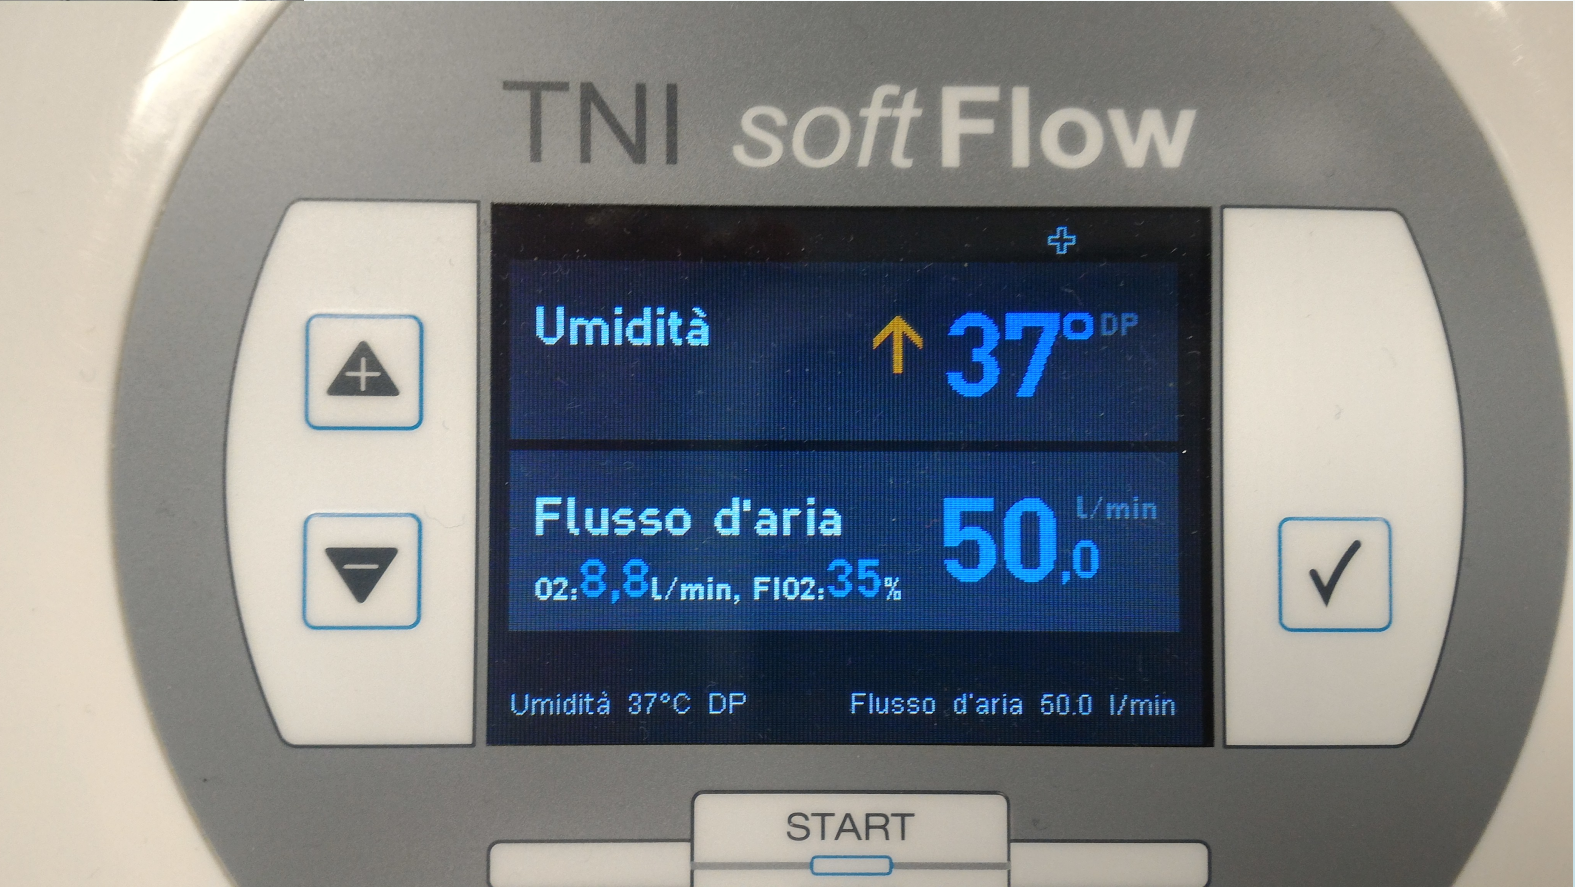 TNI softFlow
Umidità 37° DP
Flusso d'aria 50,0 l/min
O2:8,8l/min, FIO2:35%
Umidità 37°C DP Flusso d'aria 50.0 l/min
START